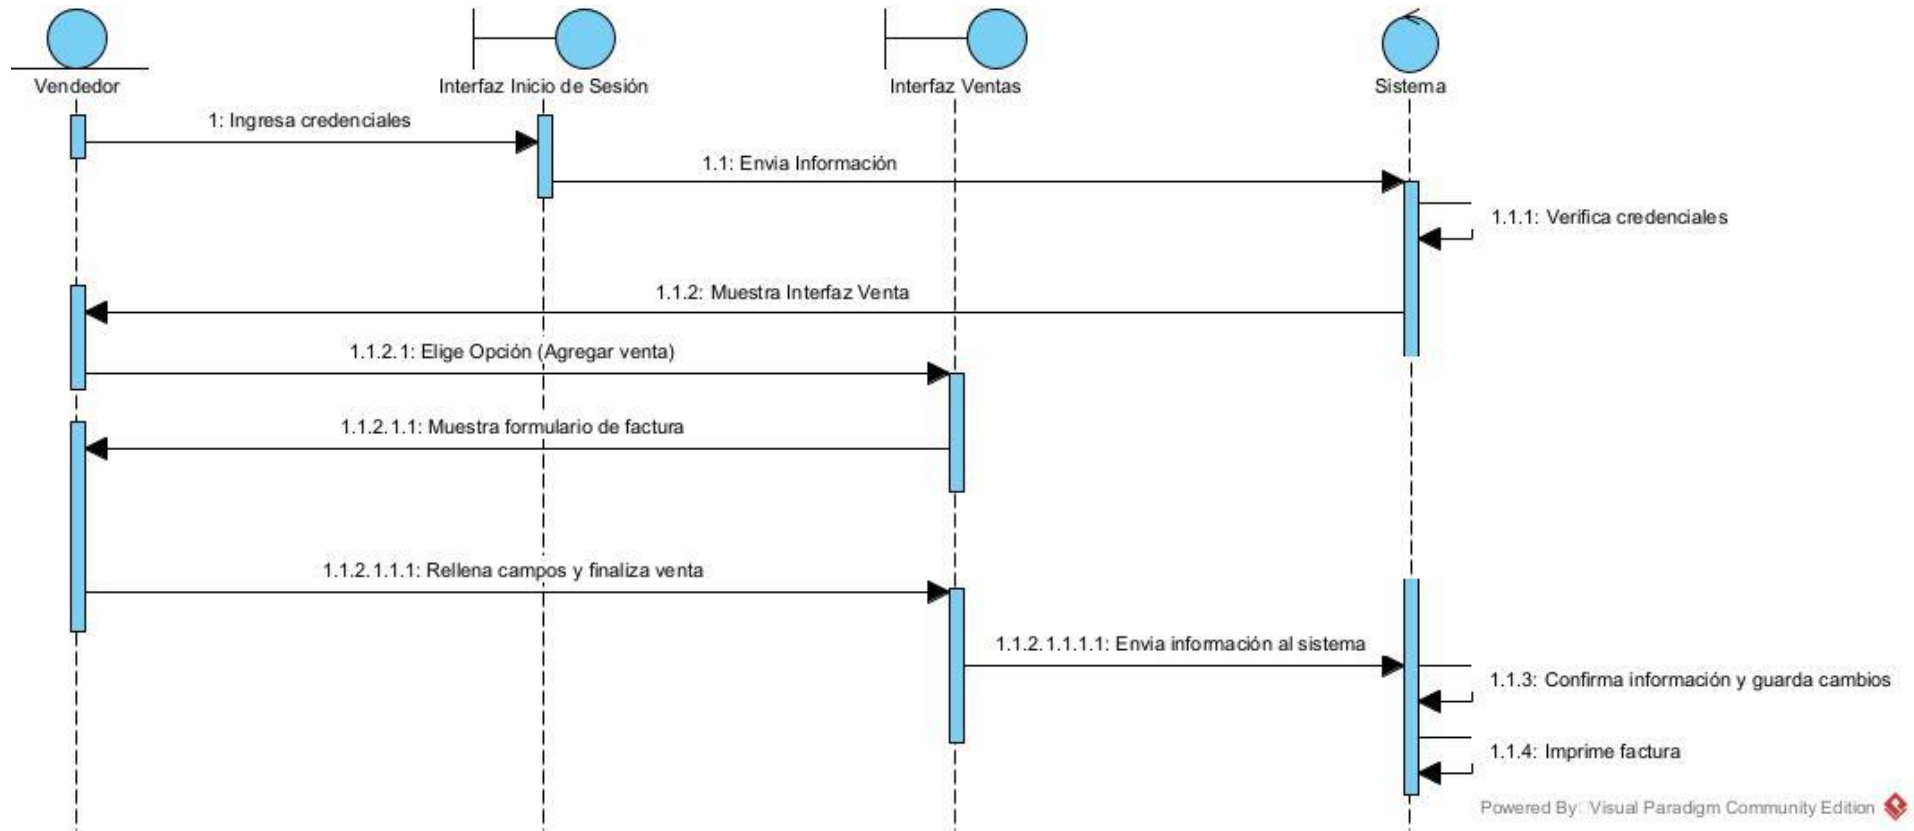 Vendedor
Interfaz Inicio de Sesión
Interfaz Ventas
Sistema
1: Ingresa credenciales
1.1: Envia Información
1.1.1: Verifica credenciales
1.1.2: Muestra Interfaz Venta
1.1.2.1: Elige Opción (Agregar venta)
1.1.2.1.1: Muestra formulario de factura
1.1.2.1.1.1: Rellena campos y finaliza venta
1.1.2.1.1.1.1: Envia información al sistema
1.1.3: Confirma información y guarda cambios
1.1.4: Imprime factura
Powered By Visual Paradigm Community Edition